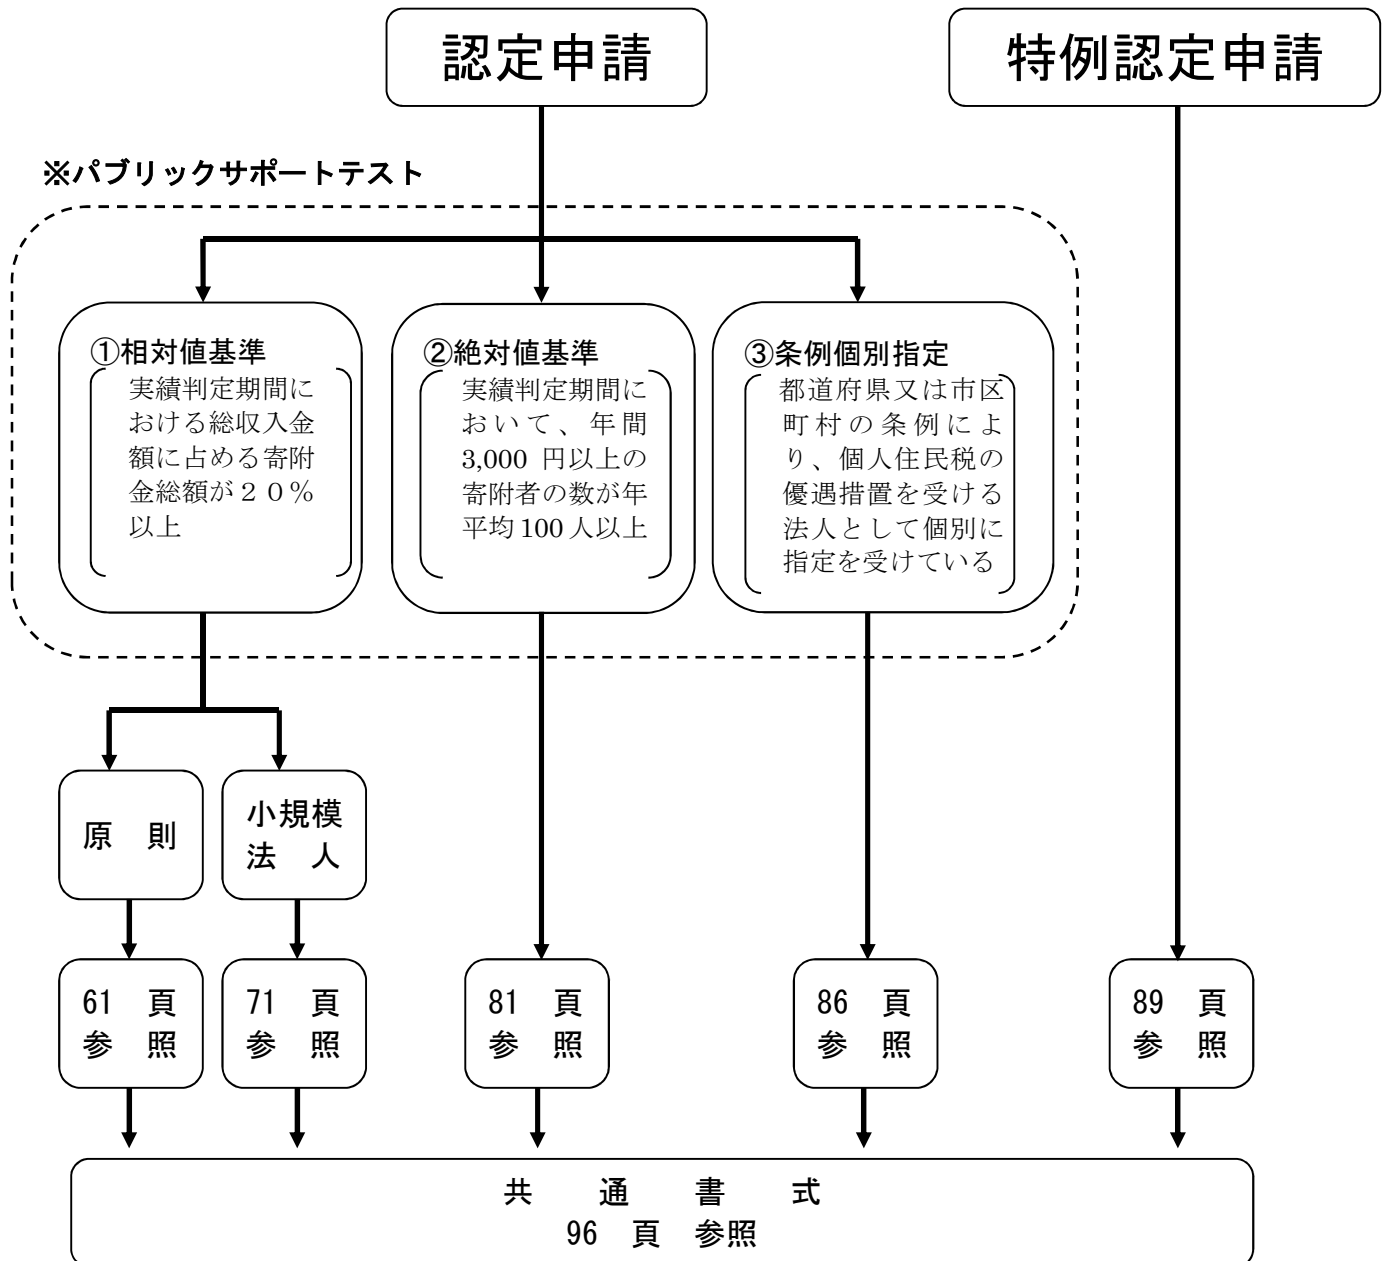 認定申請
特例認定申請
※パブリックサポートテスト
①相対値基準
実績判定期間に
おける総収入金
額に占める寄附
金総額が２０％
以上
②絶対値基準
実績判定期間に
おいて、年間
3,000 円以上の
寄附者の数が年
平均 100 人以上
③条例個別指定
都道府県又は市区
町村の条例によ
り、個人住民税の
優遇措置を受ける
法人として個別に
指定を受けている
原　則
小規模
法　人
61　頁
参　照
71　頁
参　照
81　頁
参　照
86　頁
参　照
89　頁
参　照
共　通　書　式
96　頁　参照